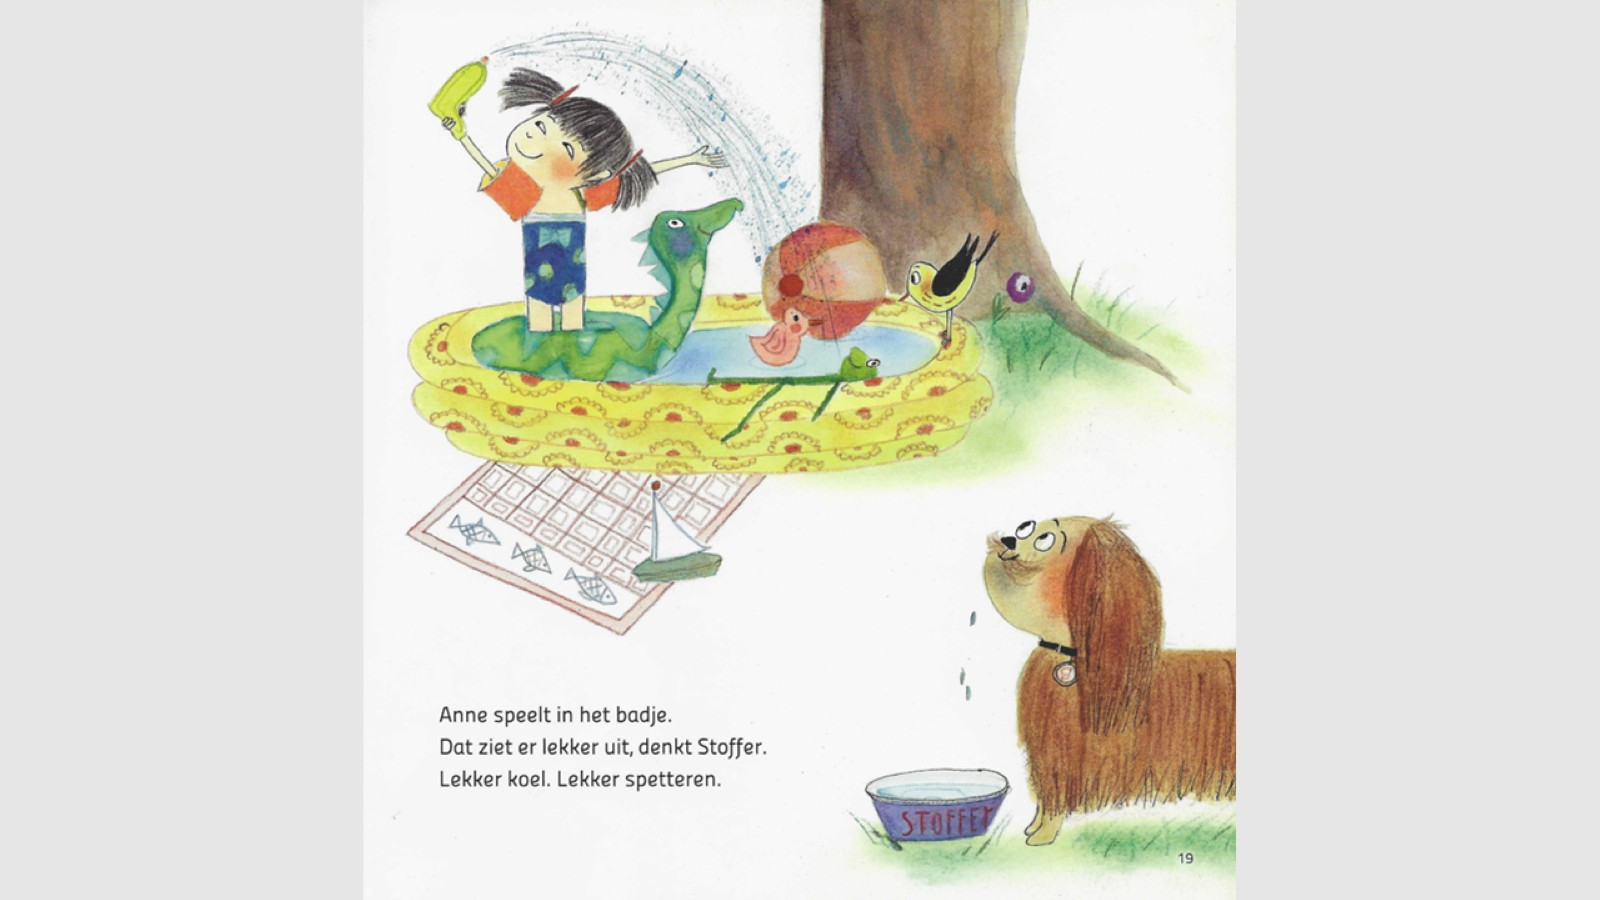 Anne speelt in het badje.
Dat ziet er lekker uit, denkt Stoffer.
Lekker koel. Lekker spetteren.
STOFFER
19